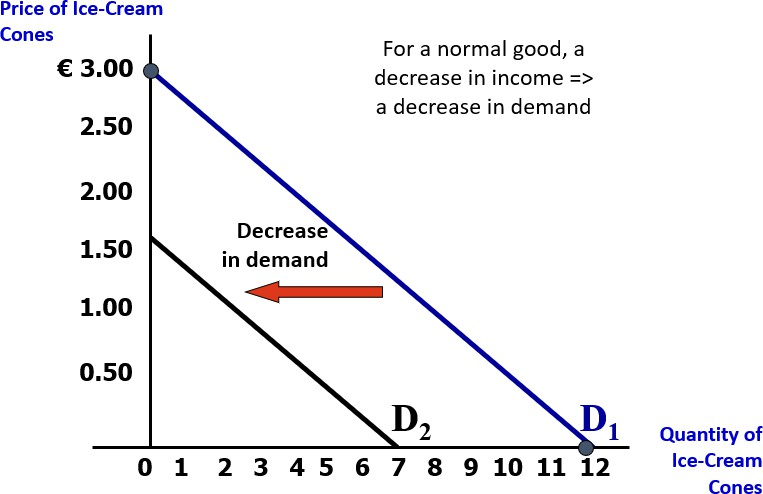 Price of Ice-Cream
Cones
For a normal good, a
decrease in income =>
a decrease in demand
€ 3.00
2.50
2.00
1.50
1.00
0.50
Decrease
in demand
D2
D1
0 1 2 3 4 5 6 7 8 9 10 11 12
Quantity of
Ice-Cream
Cones